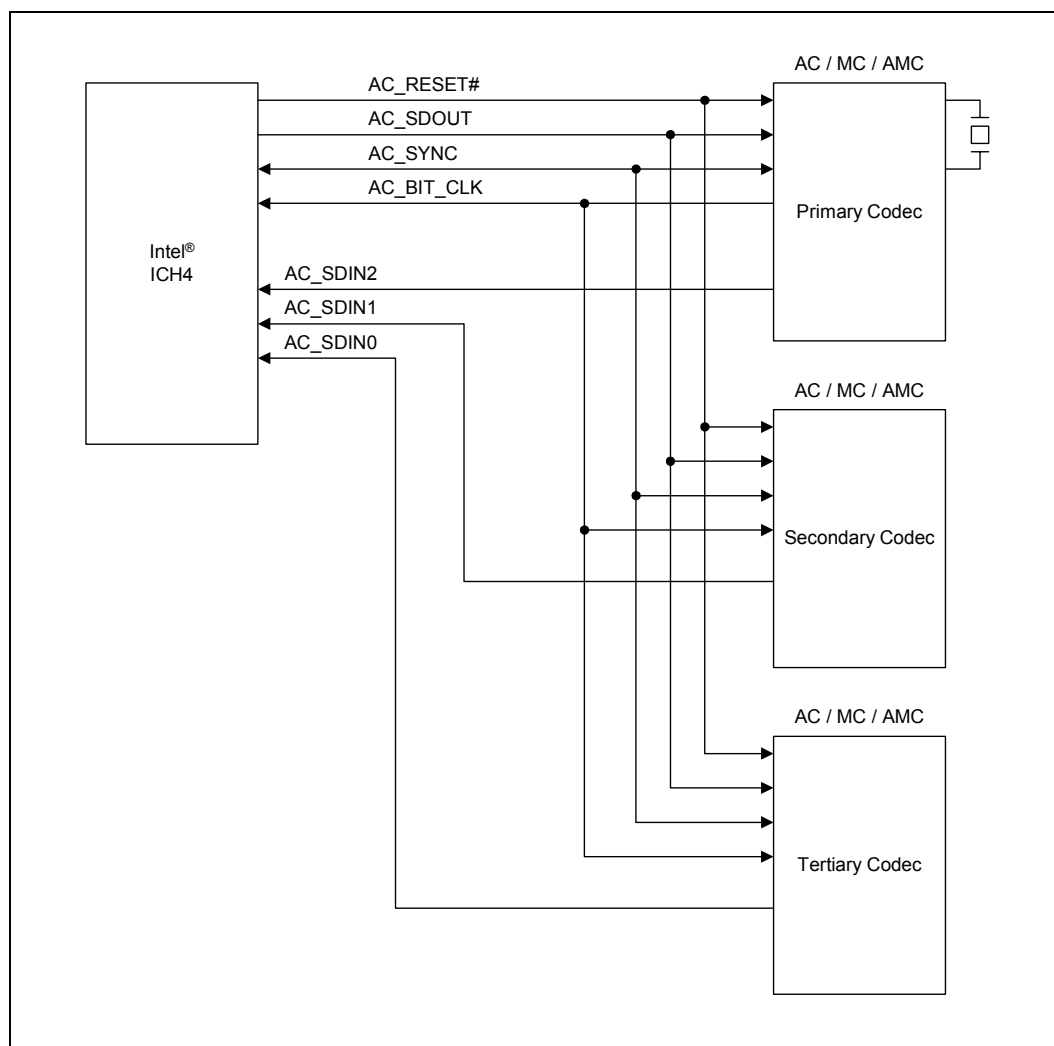 AC / MC / AMC
AC_RESET#
AC_SDOUT
AC_SYNC
AC_BIT_CLK
Primary Codec
Intel®
ICH4
AC_SDIN2
AC_SDIN1
AC_SDIN0
AC / MC / AMC
Secondary Codec
AC / MC / AMC
Tertiary Codec